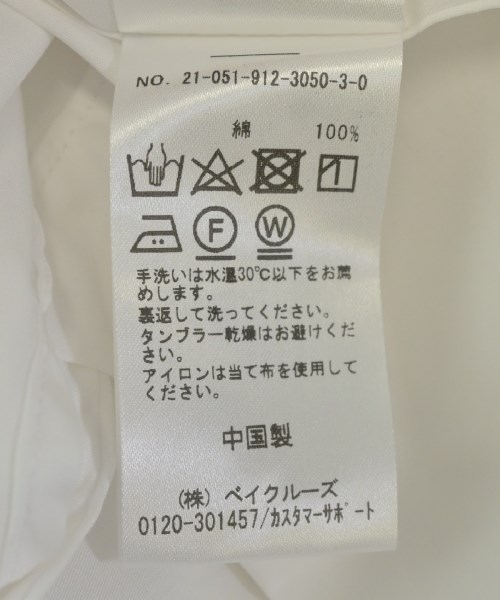 NO. 21-051-912-3050-3-0
綿 100%
F W
手洗いは水温30℃以下をお薦
めします。
裏返して洗ってください。
タンブラー乾燥はお避けくだ
さい。
アイロンは当て布を使用して
ください。
中国製
(株) ベイクルーズ
0120-301457/カスタマーサポート